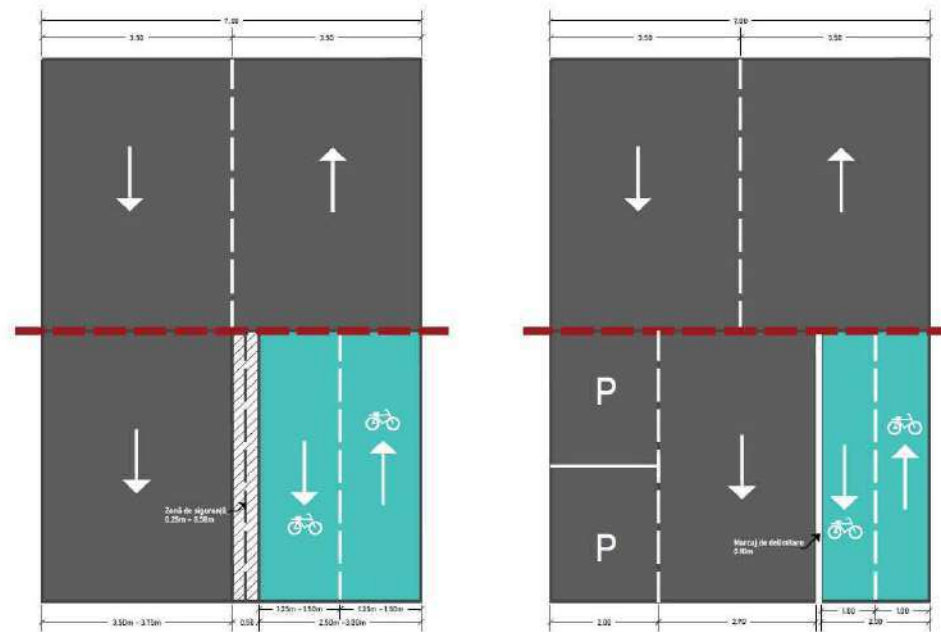 7.00
3.50
3.50
Zonă de siguranță
0.25m - 0.50m
1.25m - 1.50m
1.25m - 1.50m
3.50m - 3.75m
0.50
2.50m - 3.00m
7.00
3.50
3.50
P
P
Marcaj de delimitare
0.10m
1.00
1.00
2.00
2.70
2.00